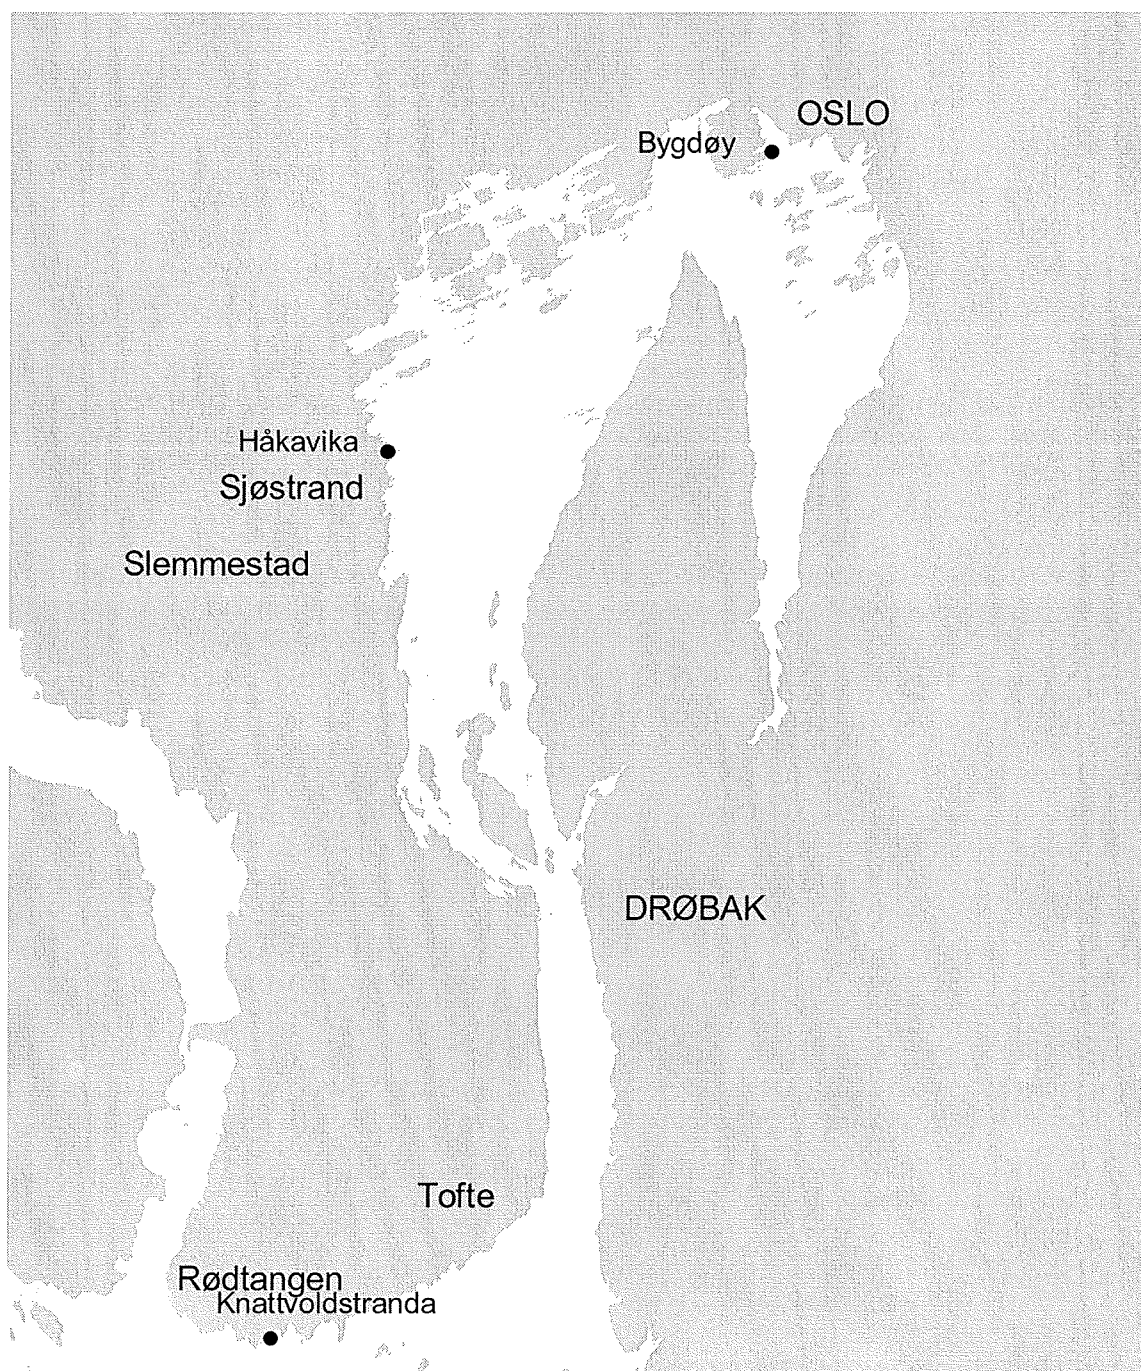 OSLO
Bygdøy
Håkavika
Sjøstrand
Slemmestad
DRØBAK
Tofte
Rødtangen
Knattvoldstranda